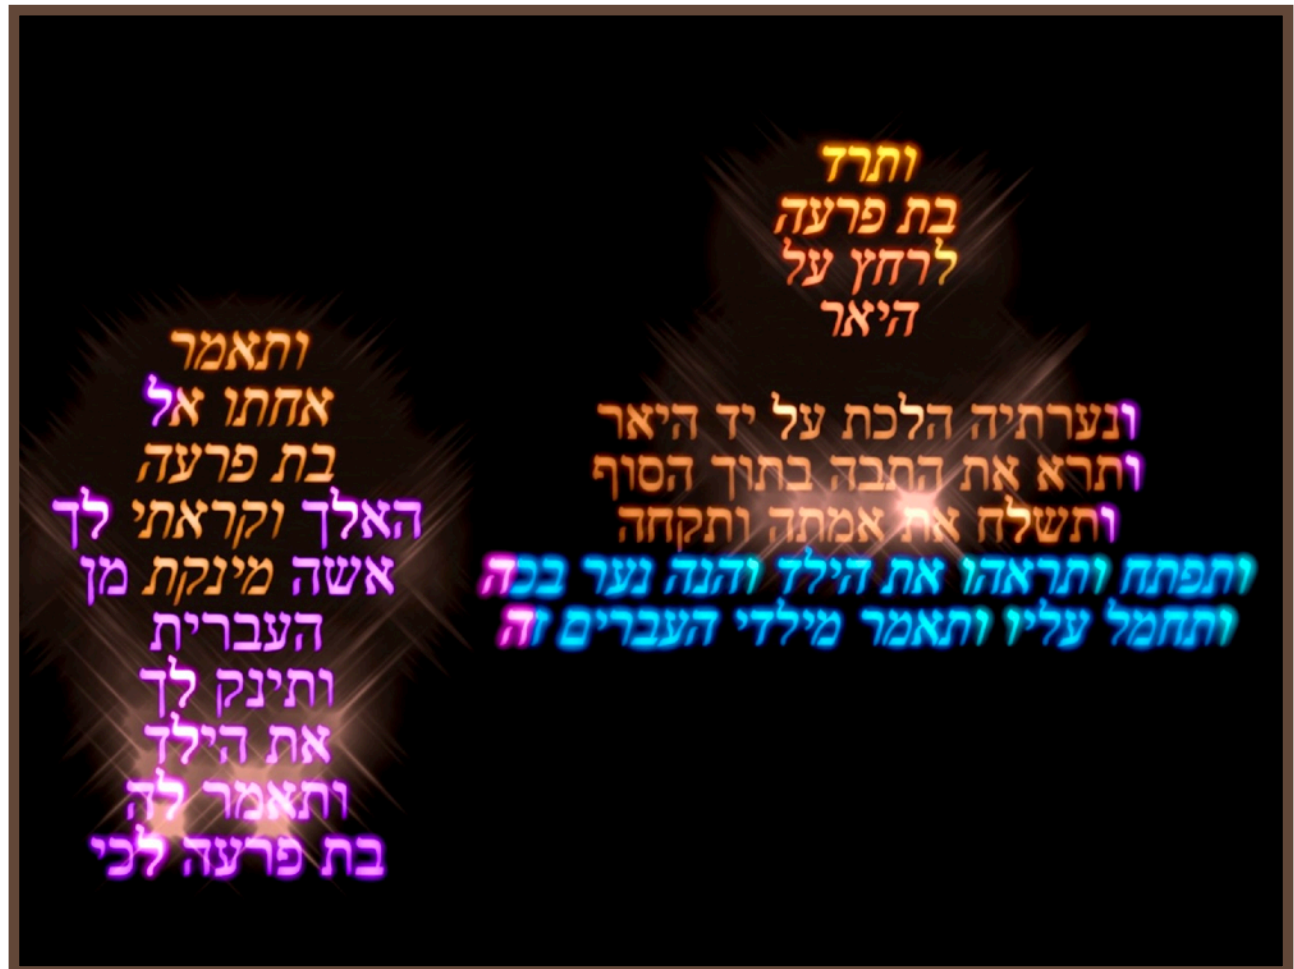 ותרד
בת פרעה
לרחץ על
היאר
ונערתיה הלכת על יד היאר
ותרא את התבה בתוך הסוף
ותשלח את אמתה ותקחה
ותפתח ותראהו את הילד והנה נער בכה
ותחמל עליו ותאמר מילדי העברים זה
ותאמר
אחתו אל
בת פרעה
האלך וקראתי לך
אשה מינקת מן
העברית
ותינק לך
את הילד
ותאמר לה
בת פרעה לכי